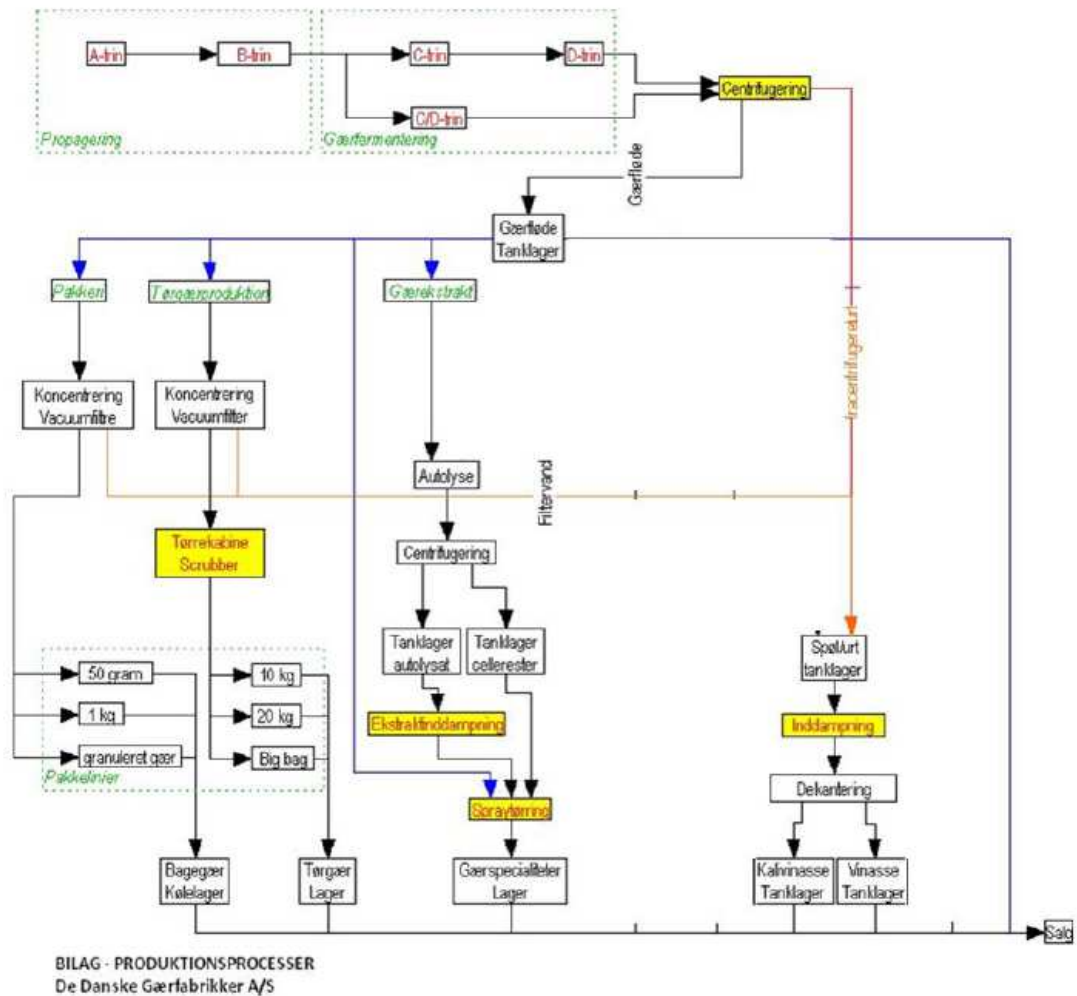 A-trin
B-trin
C-trin
D-trin
C/D-trin
Propagering
Gærfermentering
Centrifugering
Gærfløde
Gærfløde
Tanklager
Pakkeri
Tørgærproduktion
Gærekstrakt
Koncentrering
Vacuumfiltre
Koncentrering
Vacuumfilter
Autolyse
Filtervand
Tørrekabine
Scrubber
Centrifugering
Tanklager
autolysat
Tanklager
cellerester
Spøl/urt
tanklager
50 gram
1 kg
granuleret gær
10 kg
20 kg
Big bag
Pakkelinier
Ekstraktinddampning
Inddampning
Dekantering
Spraytørring
Bagegær
Kølelager
Tørgær
Lager
Gærspecialiteter
Lager
Kalivinasse
Tanklager
Vinasse
Tanklager
Salg
BILAG - PRODUKTIONSPROCESSER
De Danske Gærfabrikker A/S